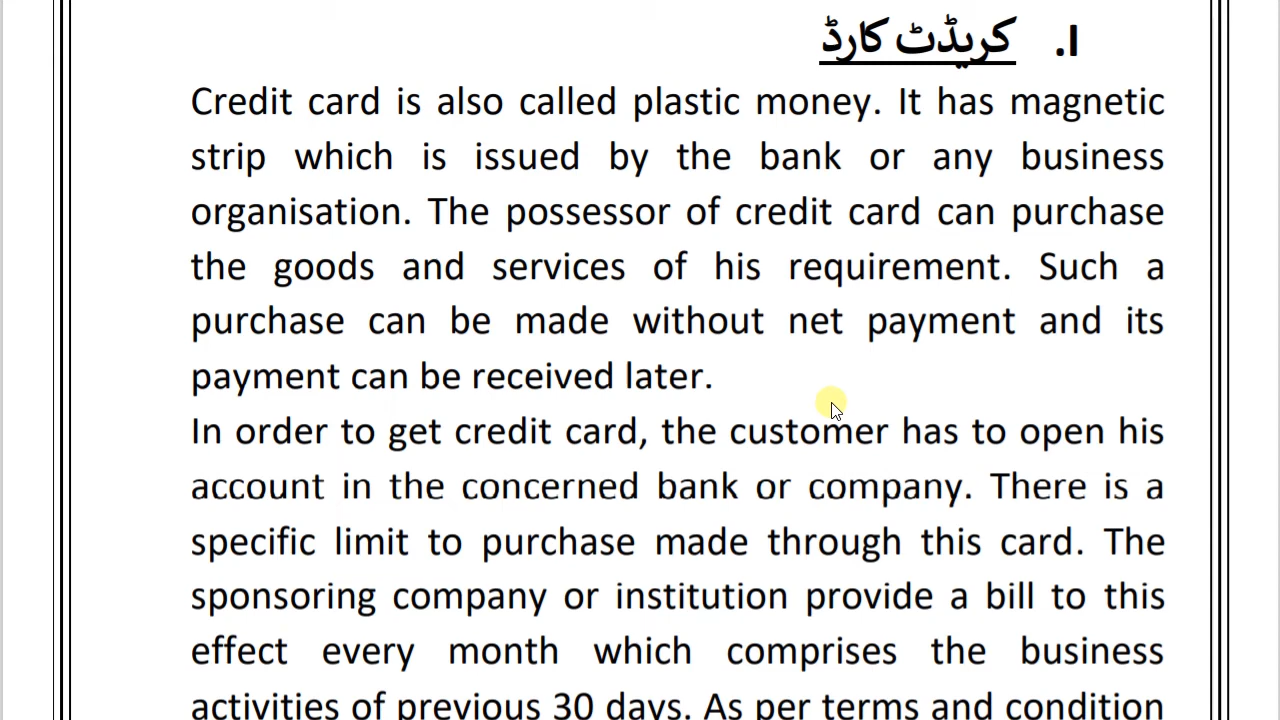 I. کریڈٹ کارڈ
Credit card is also called plastic money. It has magnetic
strip which is issued by the bank or any business
organisation. The possessor of credit card can purchase
the goods and services of his requirement. Such a
purchase can be made without net payment and its
payment can be received later.
In order to get credit card, the customer has to open his
account in the concerned bank or company. There is a
specific limit to purchase made through this card. The
sponsoring company or institution provide a bill to this
effect every month which comprises the business
activities of previous 30 days. As per terms and condition